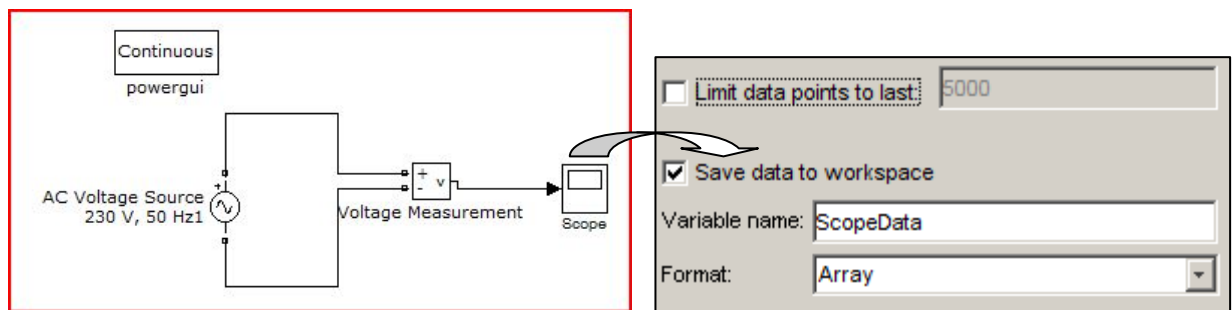 Continuous
powergui
AC Voltage Source
230 V, 50 Hz1
+
+
-
v
Voltage Measurement
Scope
Limit data points to last:
5000
Save data to workspace
Variable name:
ScopeData
Format:
Array